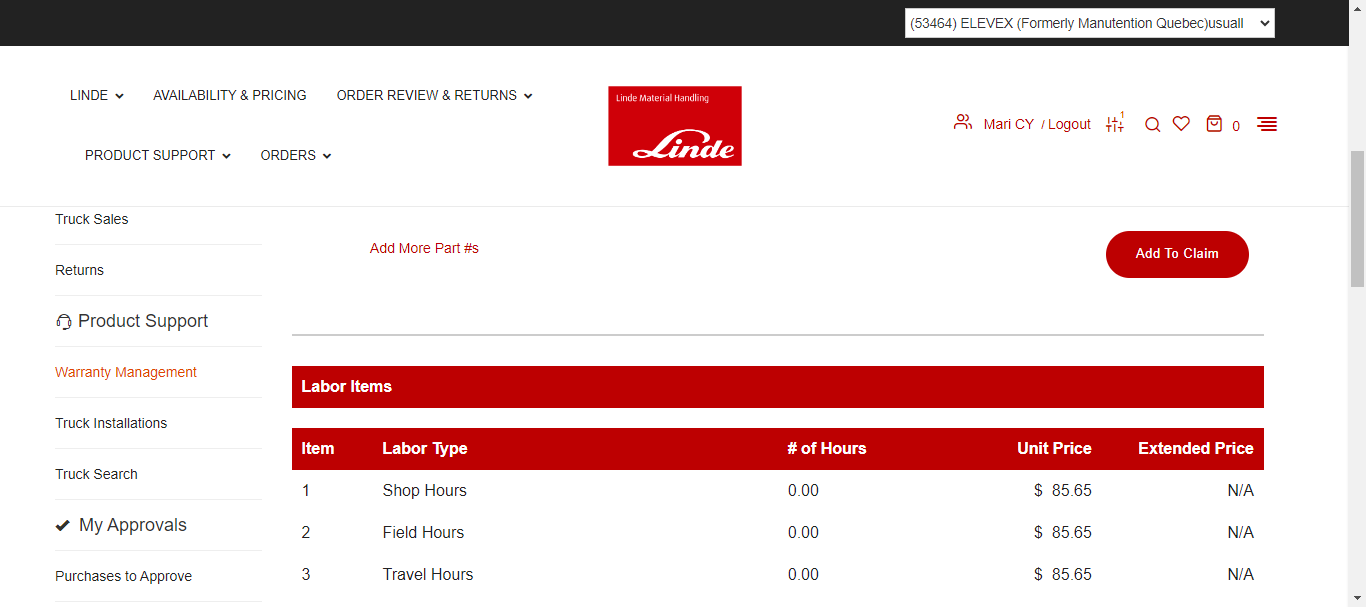 (53464) ELEVEX (Formerly Manutention Quebec)usuall
LINDE
AVAILABILITY & PRICING
ORDER REVIEW & RETURNS
PRODUCT SUPPORT
ORDERS
Linde Material Handling
Linde
Mari CY / Logout
1
0
Truck Sales
Returns
Product Support
Warranty Management
Truck Installations
Truck Search
My Approvals
Purchases to Approve
Add More Part #s
Add To Claim
Labor Items
Item Labor Type # of Hours Unit Price Extended Price
1 Shop Hours 0.00 $ 85.65 N/A
2 Field Hours 0.00 $ 85.65 N/A
3 Travel Hours 0.00 $ 85.65 N/A